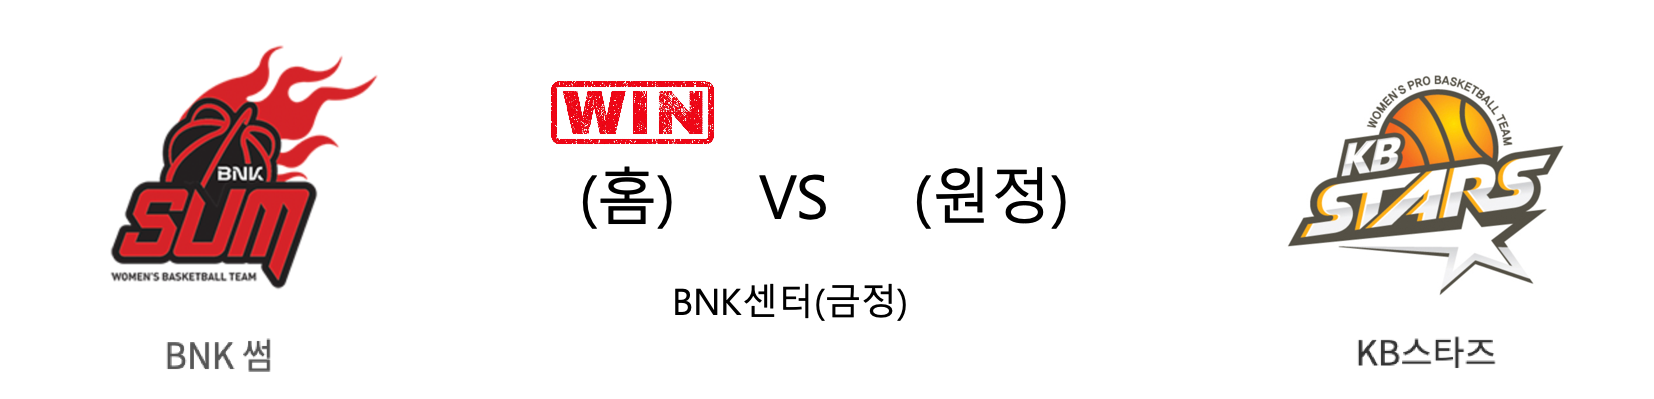 BNK
SUM
WOMEN'S BASKETBALL TEAM
BNK 썸
WIN
(홈) VS (원정)
BNK센터(금정)
WOMEN'S PRO BASKETBALL TEAM
KB
STARS
KB스타즈